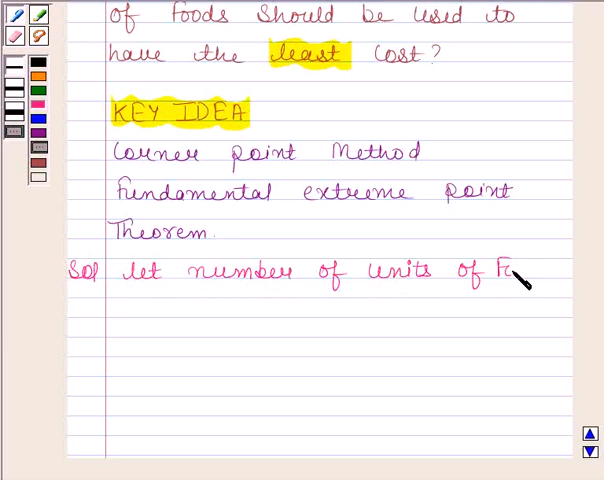 of foods should be used to
have the least cost?
KEY IDEA
Corner point Method
Fundamental extreme point
Theorem.
Sol let number of units of Fo